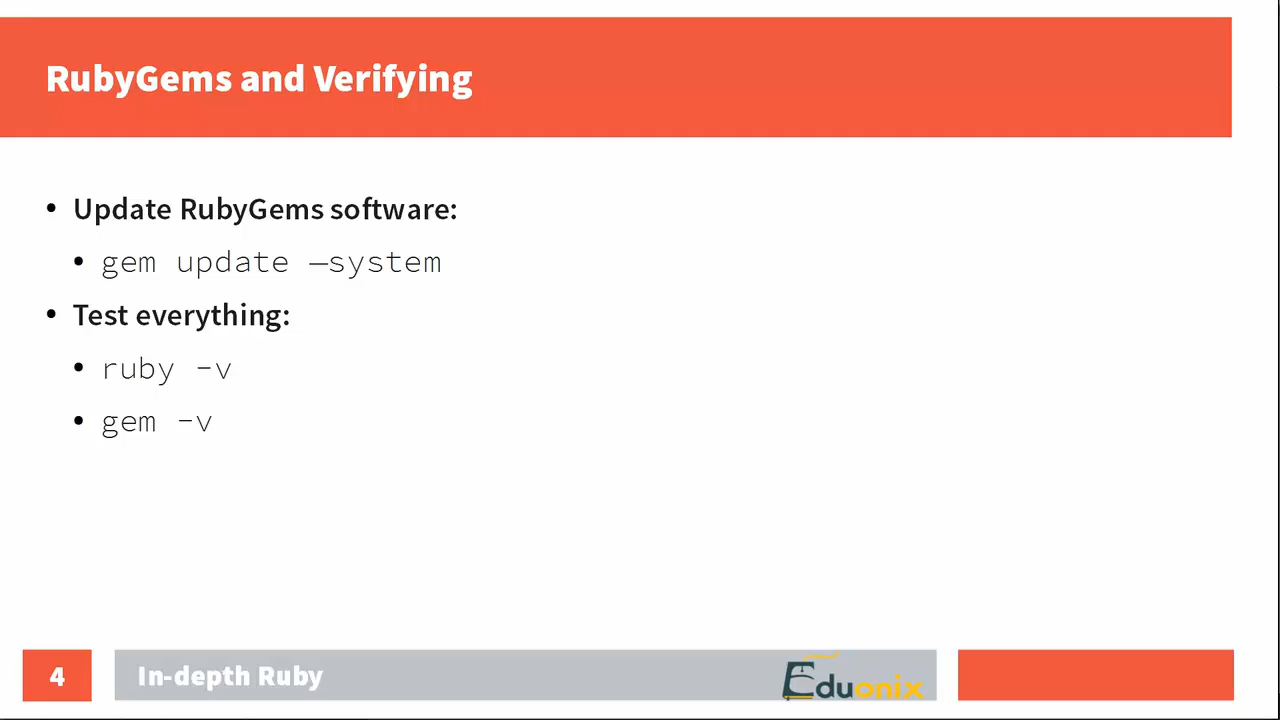 RubyGems and Verifying
• Update RubyGems software:
• gem update —system
• Test everything:
• ruby -v
• gem -v
4
In-depth Ruby
Eduonix